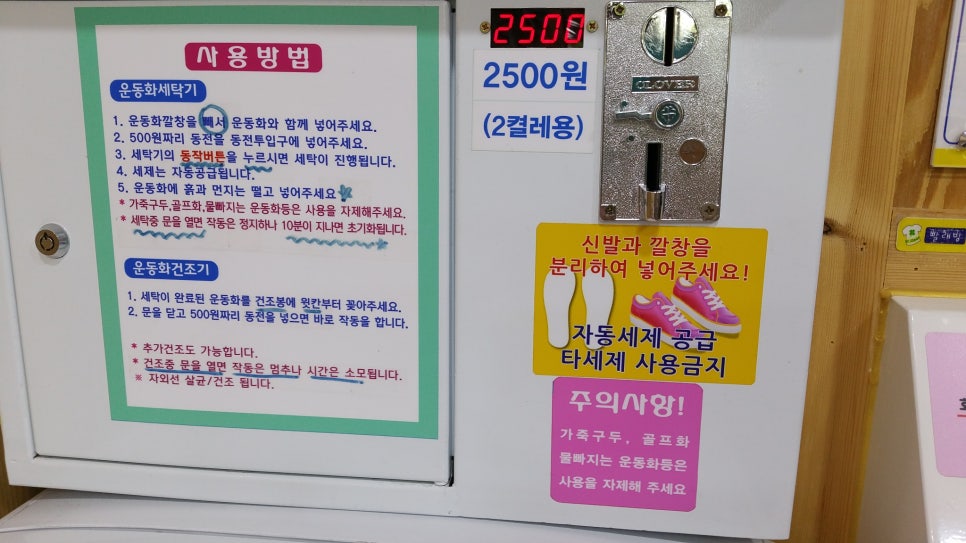 사용방법
운동화세탁기
1. 운동화깔창을 빼서 운동화와 함께 넣어주세요.
2. 500원짜리 동전을 동전투입구에 넣어주세요.
3. 세탁기의 동작버튼을 누르시면 세탁이 진행됩니다.
4. 세제는 자동공급됩니다.
5. 운동화에 흙과 먼지는 떨고 넣어주세요
* 가죽구두,골프화,물빠지는 운동화등은 사용을 자제해주세요.
* 세탁중 문을 열면 작동은 정지하나 10분이 지나면 초기화됩니다.
운동화건조기
1. 세탁이 완료된 운동화를 건조봉에 윗칸부터 꽂아주세요.
2. 문을 닫고 500원짜리 동전을 넣으면 바로 작동을 합니다.
* 추가건조도 가능합니다.
* 건조중 문을 열면 작동은 멈추나 시간은 소모됩니다.
※ 자외선 살균/건조 됩니다.
2500
2500원
(2켤레용)
CLOVER
신발과 깔창을
분리하여 넣어주세요!
자동세제 공급
타세제 사용금지
주의사항!
가죽구두, 골프화
물빠지는 운동화등은
사용을 자제해 주세요
빨래방